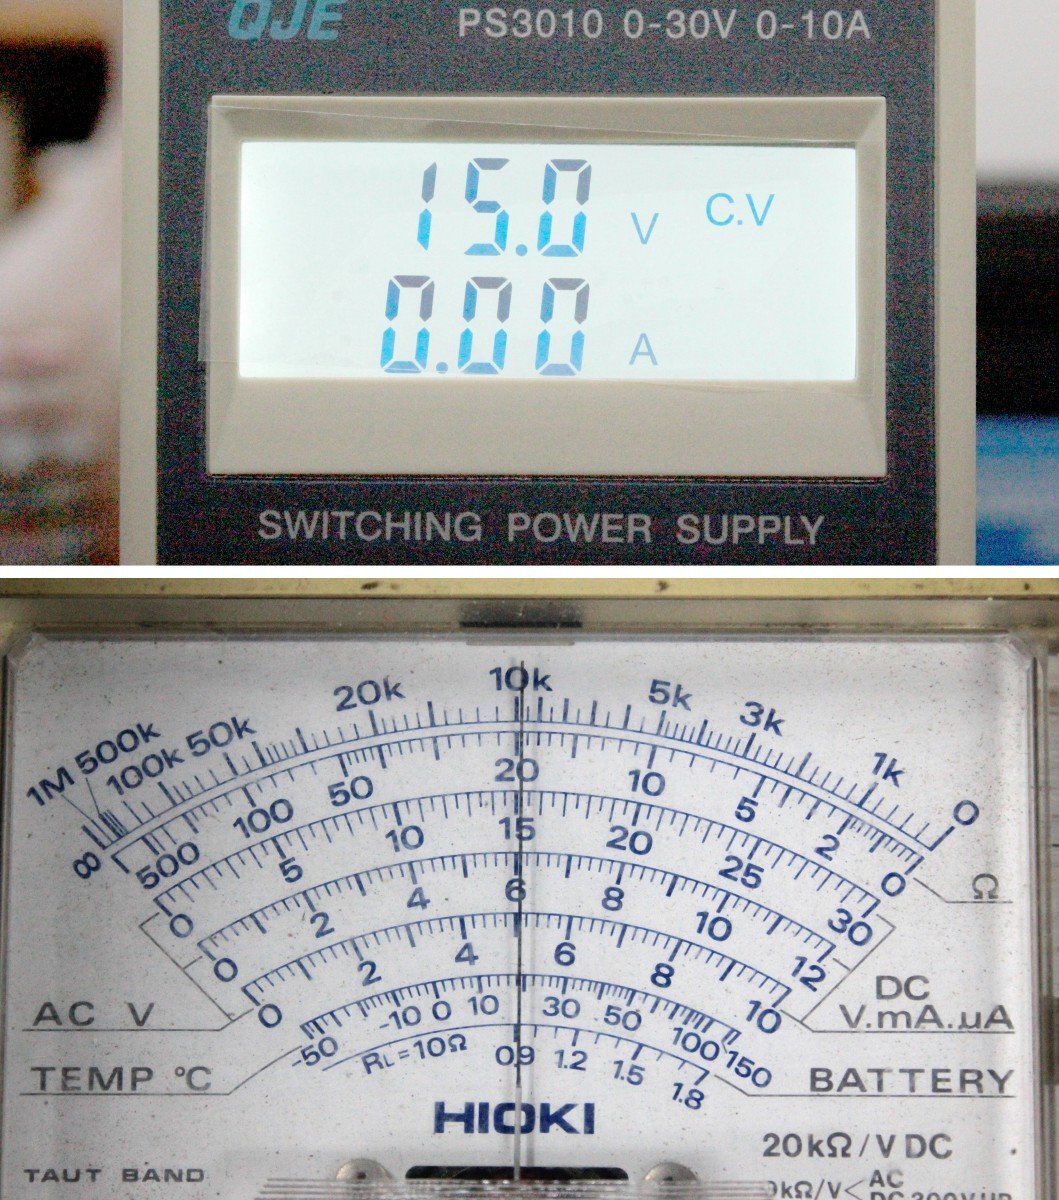 QJE PS3010 0-30V 0-10A
15.0 V C.V
0.00 A
SWITCHING POWER SUPPLY
1M 500k 100k 50k 20k 10k 5k 3k 1k 0
∞ 500 100 50 20 10 5 2 0 Ω
0 5 10 15 20 25 30
0 2 4 6 8 10 12
0 2 4 6 8 10
-50 -10 0 10 30 50 100 150
RL=10Ω 0.9 1.2 1.5 1.8
AC V
DC
V.mA.µA
TEMP °C
BATTERY
HIOKI
20kΩ/V DC
TAUT BAND
kΩ/V< AC